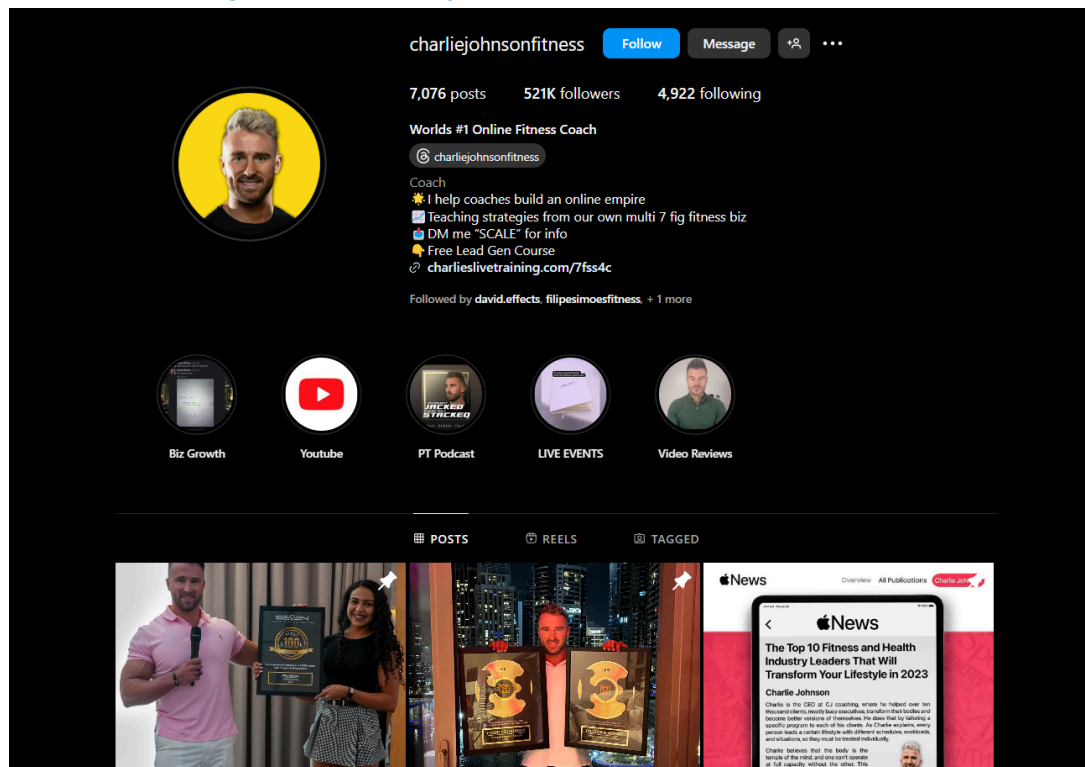 charliejohnsonfitness Follow Message
7,076 posts 521K followers 4,922 following
Worlds #1 Online Fitness Coach
charliejohnsonfitness
Coach
🌟I help coaches build an online empire
📈Teaching strategies from our own multi 7 fig fitness biz
📩DM me “SCALE” for info
👇Free Lead Gen Course
charlieslivetraining.com/7fss4c
Followed by david.effects, filipesimoesfitness, + 1 more
JACKED
STACKED
Biz Growth Youtube PT Podcast LIVE EVENTS Video Reviews
POSTS REELS TAGGED
100
News Overview All Publications
News
The Top 10 Fitness and Health
Industry Leaders That Will
Transform Your Lifestyle in 2023
Charlie Johnson
Charlie is the CEO at CJ coaching, where he helped over ten
thousand clients, mostly busy executives, transform their bodies and
become better versions of themselves. He does that by tailoring a
specific program to each of his clients. As Charlie explains, every
person leads a certain lifestyle with different schedules, workloads,
and situations, so they must be treated individually.
Charlie believes that the body is the
temple of the mind, and one can't operate
at full capacity without the other. This